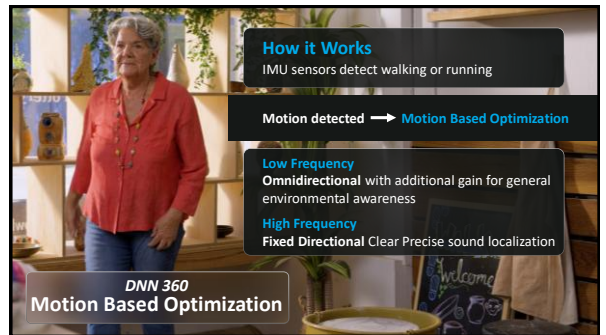 How it Works
IMU sensors detect walking or running
Motion detected → Motion Based Optimization
Low Frequency
Omnidirectional with additional gain for general
environmental awareness
High Frequency
Fixed Directional Clear Precise sound localization
welcome
DNN 360
Motion Based Optimization